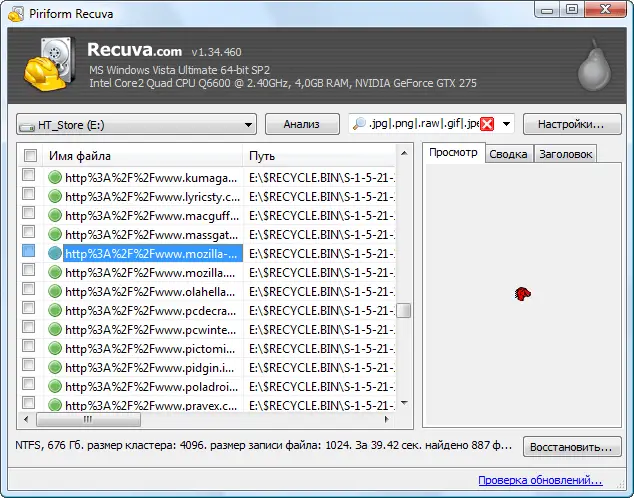 Piriform Recuva
Recuva.com v1.34.460
MS Windows Vista Ultimate 64-bit SP2
Intel Core2 Quad CPU Q6600 @ 2.40GHz, 4,0GB RAM, NVIDIA GeForce GTX 275
HT_Store (E:) Анализ .jpg|.png|.raw|.gif|.jpe Настройки...
Имя файла Путь Просмотр Сводка Заголовок
http%3A%2F%2Fwww.kumaga... E:\$RECYCLE.BIN\S-1-5-21-
http%3A%2F%2Fwww.lyricsty.c... E:\$RECYCLE.BIN\S-1-5-21-
http%3A%2F%2Fwww.macguff... E:\$RECYCLE.BIN\S-1-5-21-
http%3A%2F%2Fwww.massgat... E:\$RECYCLE.BIN\S-1-5-21-
http%3A%2F%2Fwww.mozilla-... E:\$RECYCLE.BIN\S-1-5-21-
http%3A%2F%2Fwww.mozilla.... E:\$RECYCLE.BIN\S-1-5-21-
http%3A%2F%2Fwww.olahella... E:\$RECYCLE.BIN\S-1-5-21-
http%3A%2F%2Fwww.pcdecra... E:\$RECYCLE.BIN\S-1-5-21-
http%3A%2F%2Fwww.pcwinte... E:\$RECYCLE.BIN\S-1-5-21-
http%3A%2F%2Fwww.pictomi... E:\$RECYCLE.BIN\S-1-5-21-
http%3A%2F%2Fwww.pidgin.i... E:\$RECYCLE.BIN\S-1-5-21-
http%3A%2F%2Fwww.poladroi... E:\$RECYCLE.BIN\S-1-5-21-
http%3A%2F%2Fwww.pravex.c... E:\$RECYCLE.BIN\S-1-5-21-
NTFS, 676 Гб. размер кластера: 4096. размер записи файла: 1024. За 39.42 сек. найдено 887 ф... Восстановить...
Проверка обновлений...